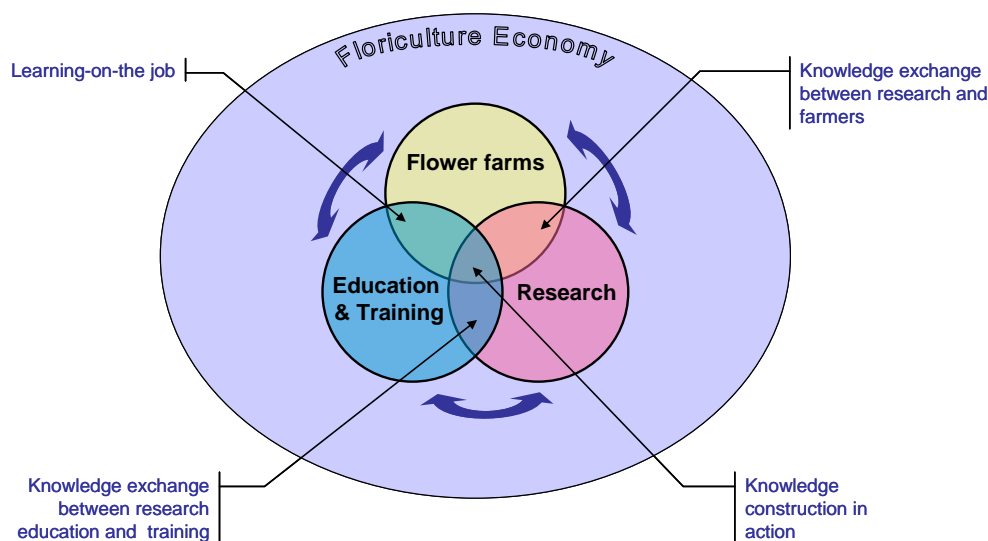 Floriculture Economy
Learning-on-the job
Knowledge exchange
between research and
farmers
Flower farms
Education
& Training
Research
Knowledge exchange
between research
education and training
Knowledge
construction in
action